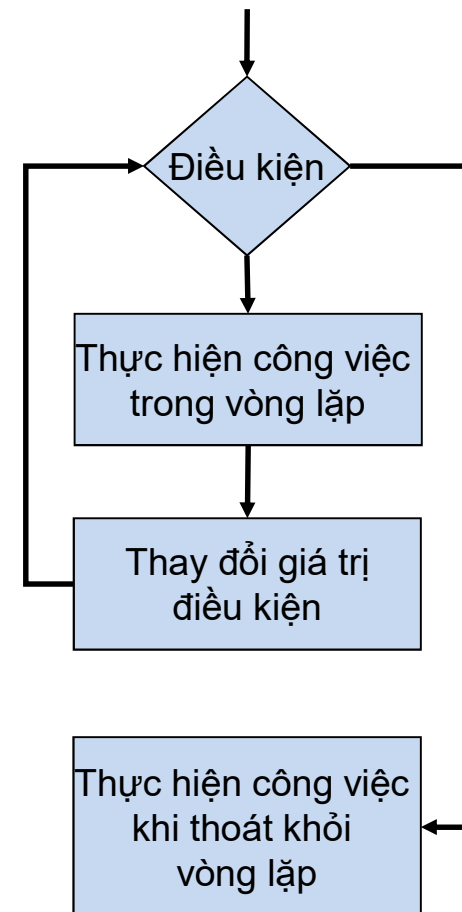 Điều kiện
Thực hiện công việc
trong vòng lặp
Thay đổi giá trị
điều kiện
Thực hiện công việc
khi thoát khỏi
vòng lặp